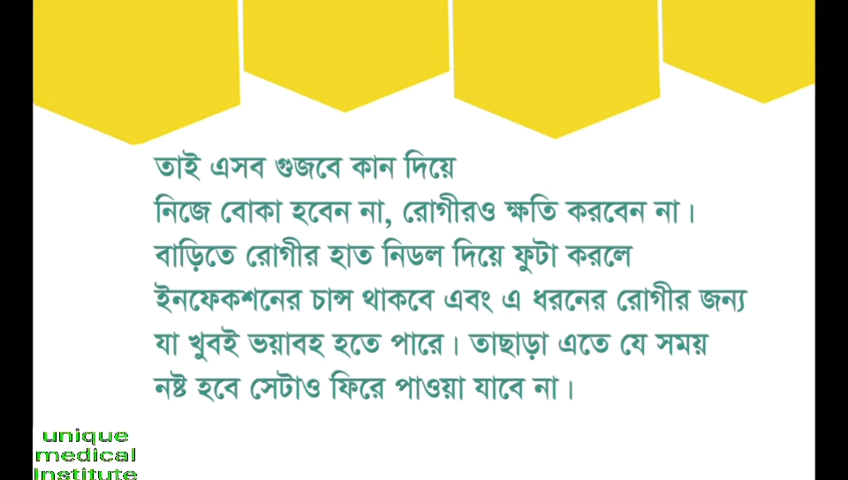 তাই এসব গুজবে কান দিয়ে
নিজে বোকা হবেন না, রোগীরও ক্ষতি করবেন না।
বাড়িতে রোগীর হাত নিডল দিয়ে ফুটা করলে
ইনফেকশনের চান্স থাকবে এবং এ ধরনের রোগীর জন্য
যা খুবই ভয়াবহ হতে পারে। তাছাড়া এতে যে সময়
নষ্ট হবে সেটাও ফিরে পাওয়া যাবে না।
unique
medical
Institute